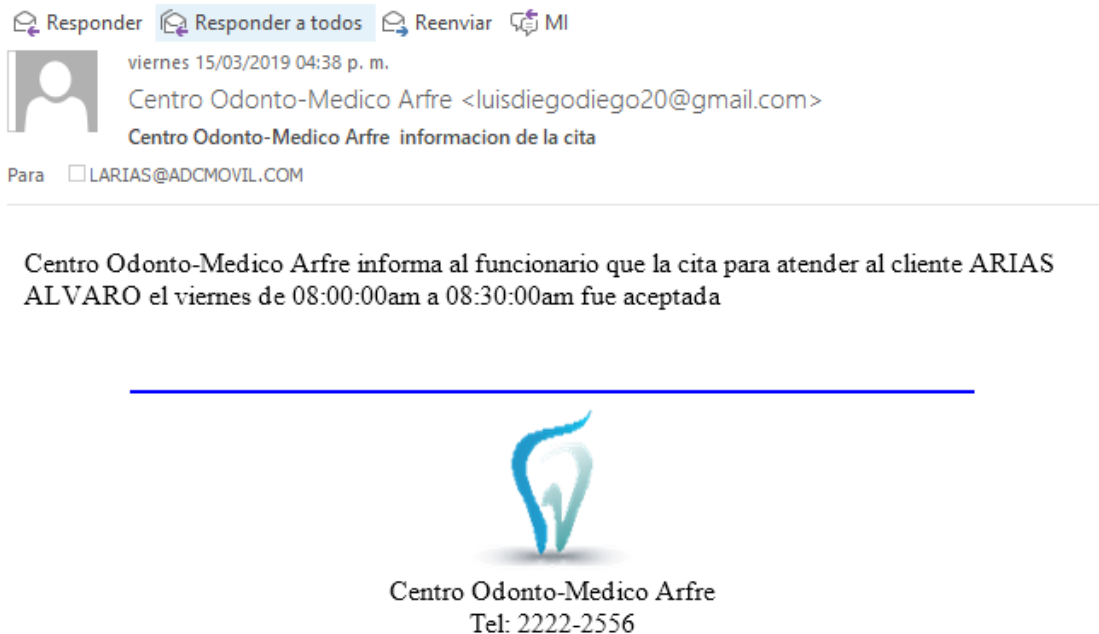 Responder Responder a todos Reenviar MI
viernes 15/03/2019 04:38 p. m.
Centro Odonto-Medico Arfre <luisdiegodiego20@gmail.com>
Centro Odonto-Medico Arfre informacion de la cita
Para LARIAS@ADCMOVIL.COM
Centro Odonto-Medico Arfre informa al funcionario que la cita para atender al cliente ARIAS
ALVARO el viernes de 08:00:00am a 08:30:00am fue aceptada
Centro Odonto-Medico Arfre
Tel: 2222-2556